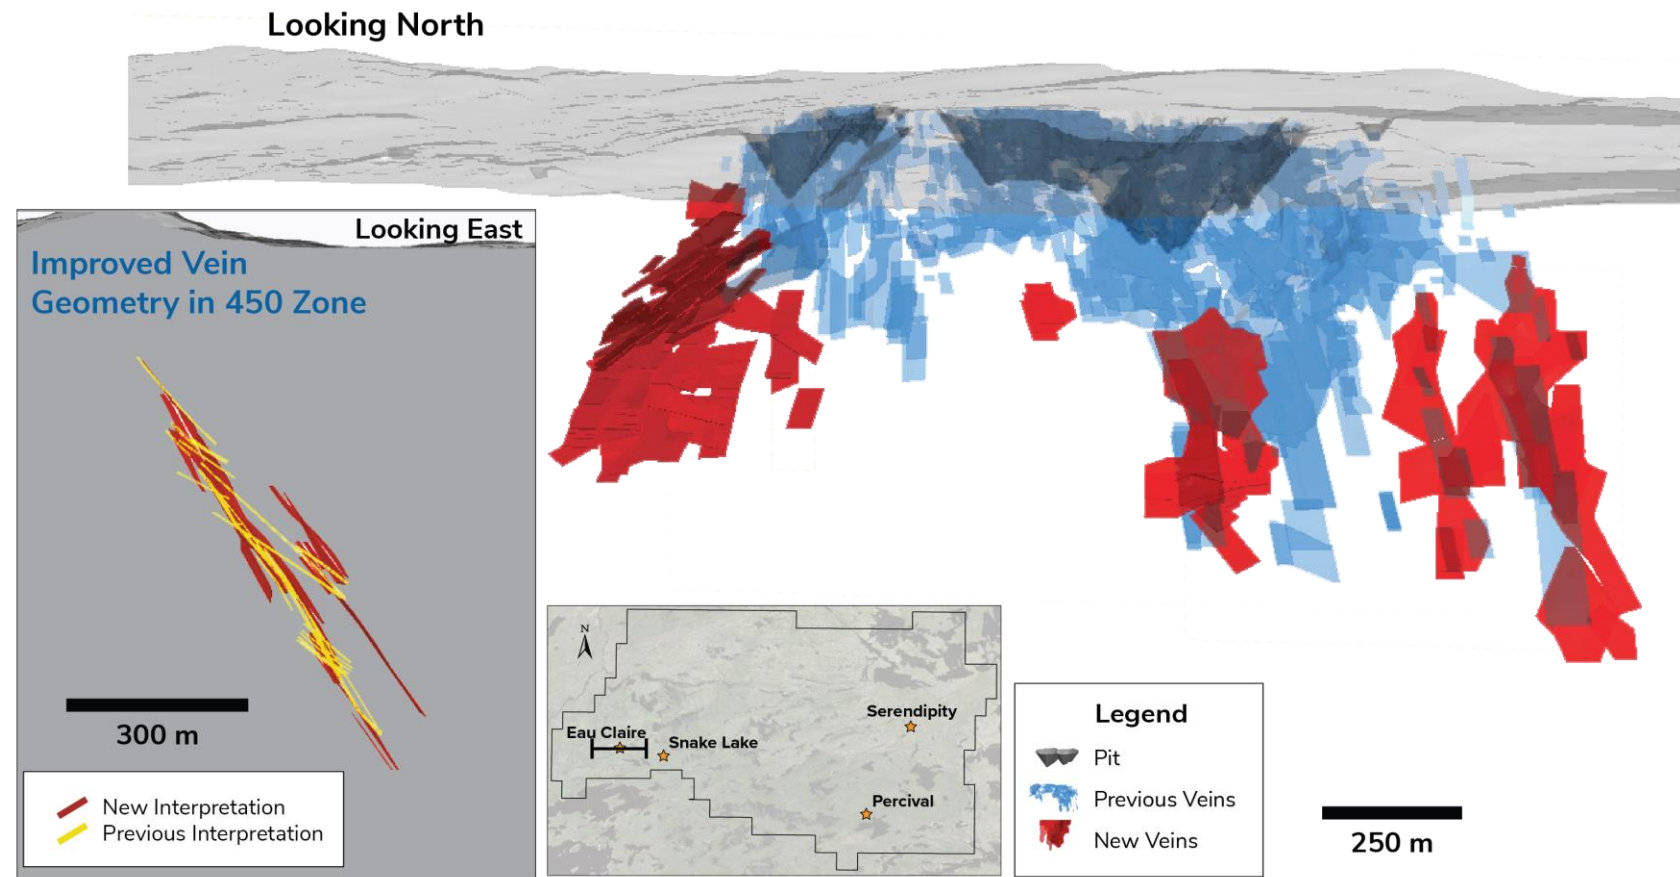 Looking North
Looking East
Improved Vein
Geometry in 450 Zone
300 m
New Interpretation
Previous Interpretation
N
Eau Claire
Snake Lake
Serendipity
Percival
Legend
Pit
Previous Veins
New Veins
250 m